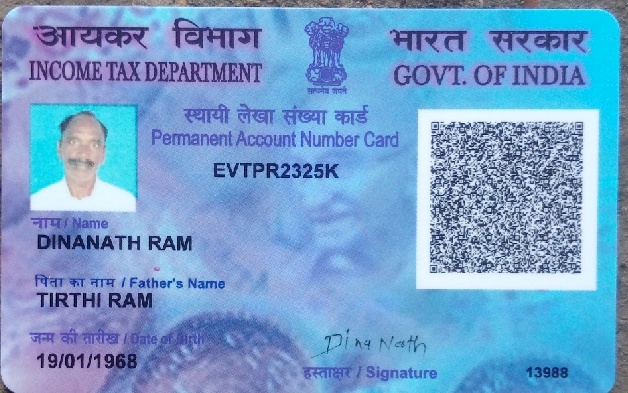 आयकर विभाग
INCOME TAX DEPARTMENT
सत्यमेव जयते
भारत सरकार
GOVT. OF INDIA
स्थायी लेखा संख्या कार्ड
Permanent Account Number Card
EVTPR2325K
नाम / Name
DINANATH RAM
पिता का नाम / Father's Name
TIRTHI RAM
जन्म की तारीख / Date of Birth
19/01/1968
Dina Nath
हस्ताक्षर / Signature
13988